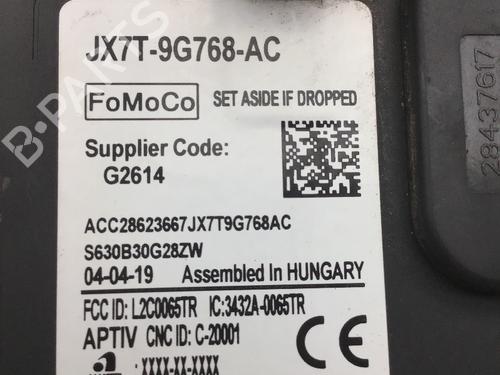 JX7T-9G768-AC
FoMoCo
SET ASIDE IF DROPPED
Supplier Code:
G2614
ACC28623667JX7T9G768AC
S630B30G28ZW
04-04-19 Assembled In HUNGARY
FCC ID: L2C0065TR IC:3432A-0065TR
APTIV CNC ID: C-20001
XXXX-XX-XXXX
CE
28437617
B-PARTS